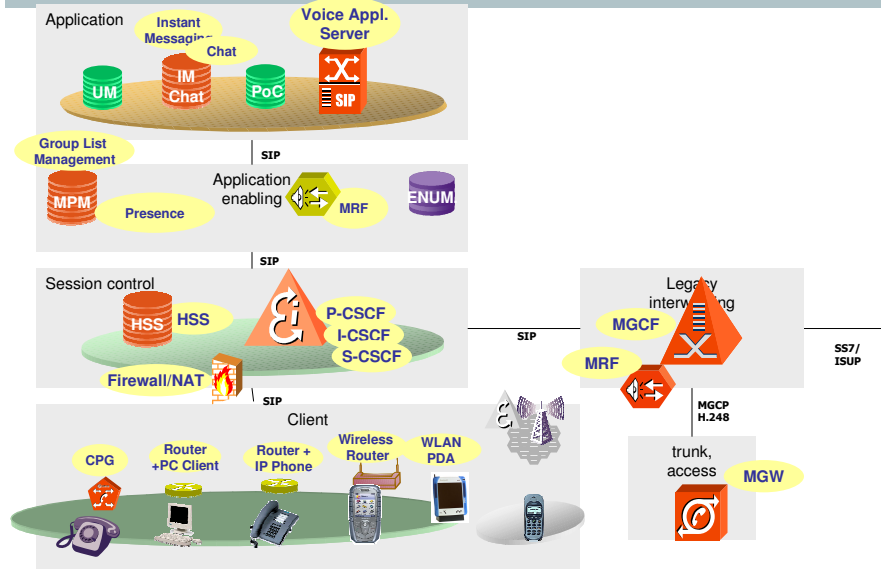 Application
Instant
Messaging
Chat
Voice Appl.
Server
UM
IM
Chat
PoC
SIP
SIP
Group List
Management
MPM
Presence
Application
enabling
MRF
ENUM
SIP
Session control
HSS
HSS
P-CSCF
I-CSCF
S-CSCF
Firewall/NAT
SIP
SIP
Legacy
interworking
MGCF
MRF
SS7/
ISUP
MGCP
H.248
Client
CPG
Router
+PC Client
Router +
IP Phone
Wireless
Router
WLAN
PDA
trunk,
access
MGW